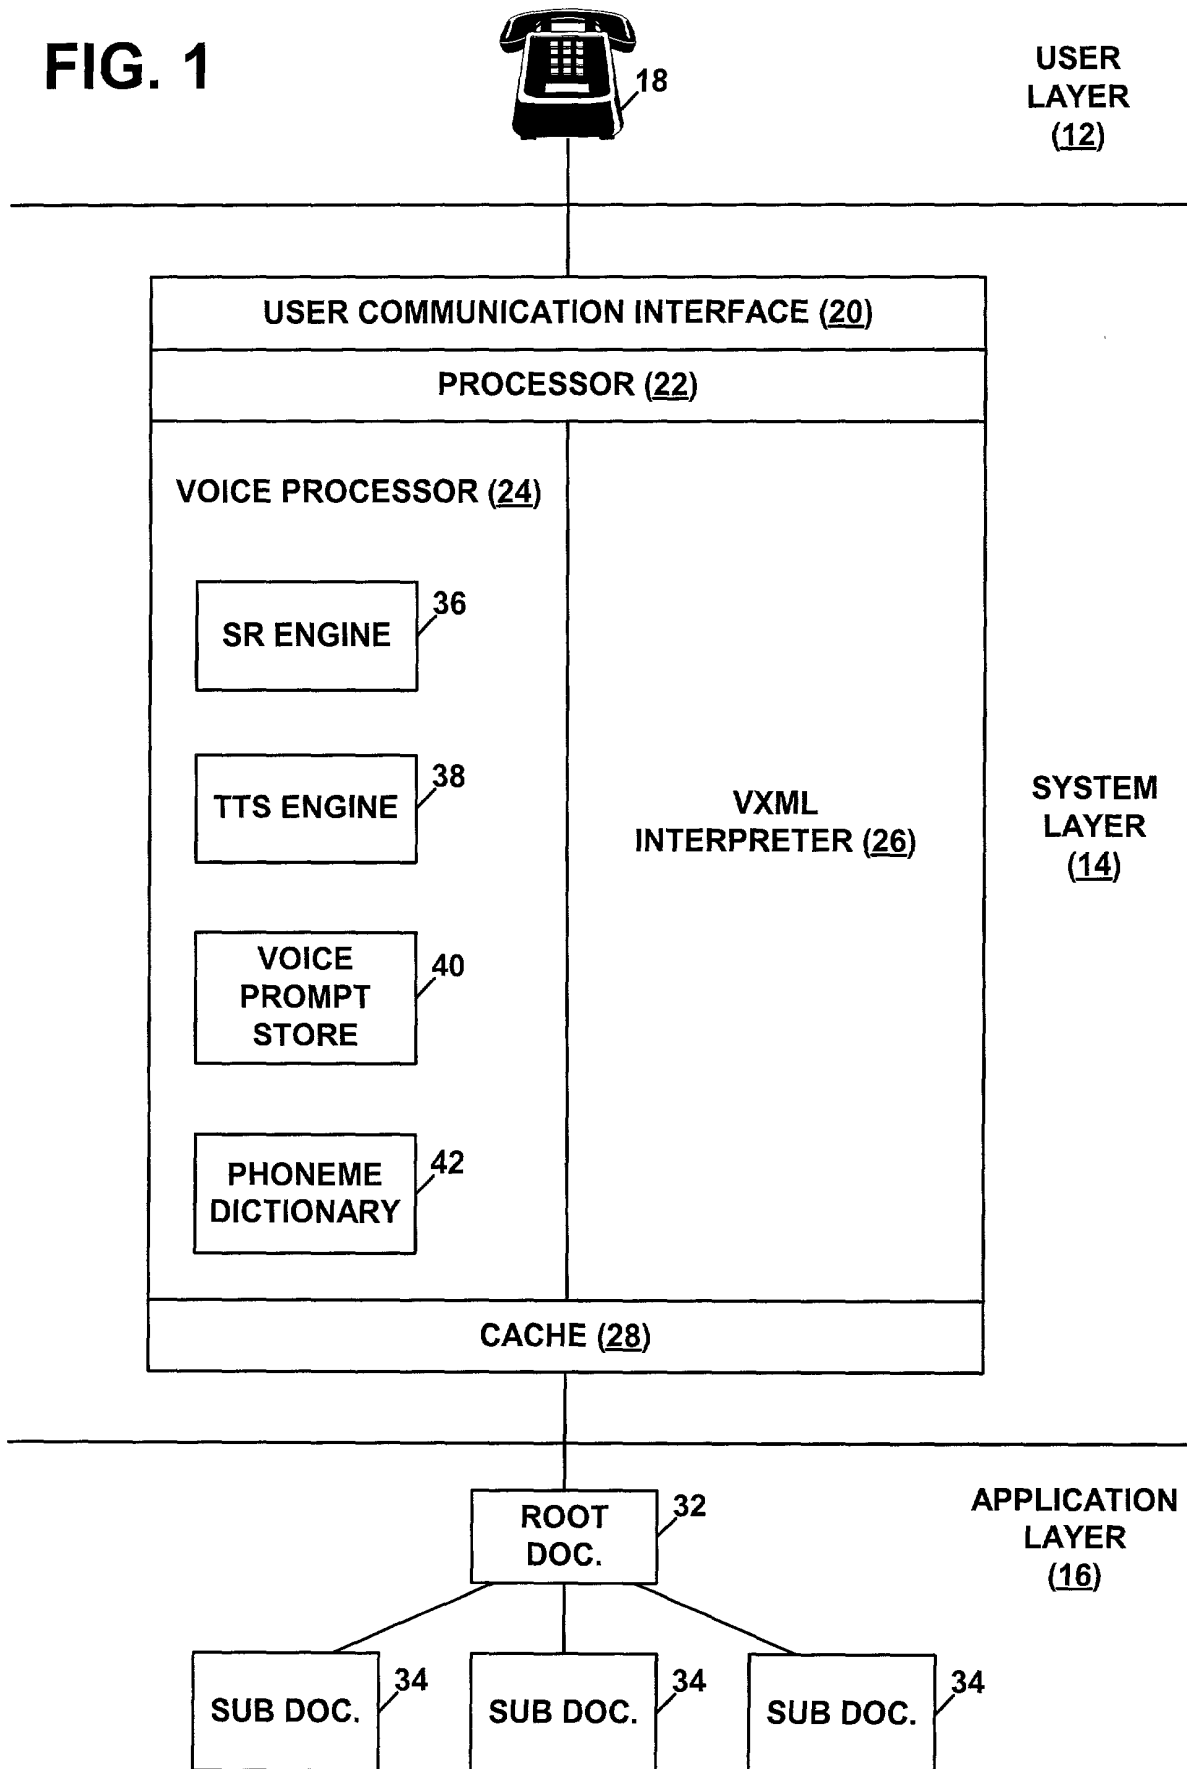 FIG. 1
18
USER
LAYER
(12)
USER COMMUNICATION INTERFACE (20)
PROCESSOR (22)
VOICE PROCESSOR (24)
SR ENGINE
36
TTS ENGINE
38
VOICE
PROMPT
STORE
40
PHONEME
DICTIONARY
42
VXML
INTERPRETER (26)
SYSTEM
LAYER
(14)
CACHE (28)
ROOT
DOC.
32
APPLICATION
LAYER
(16)
SUB DOC.
34
SUB DOC.
34
SUB DOC.
34